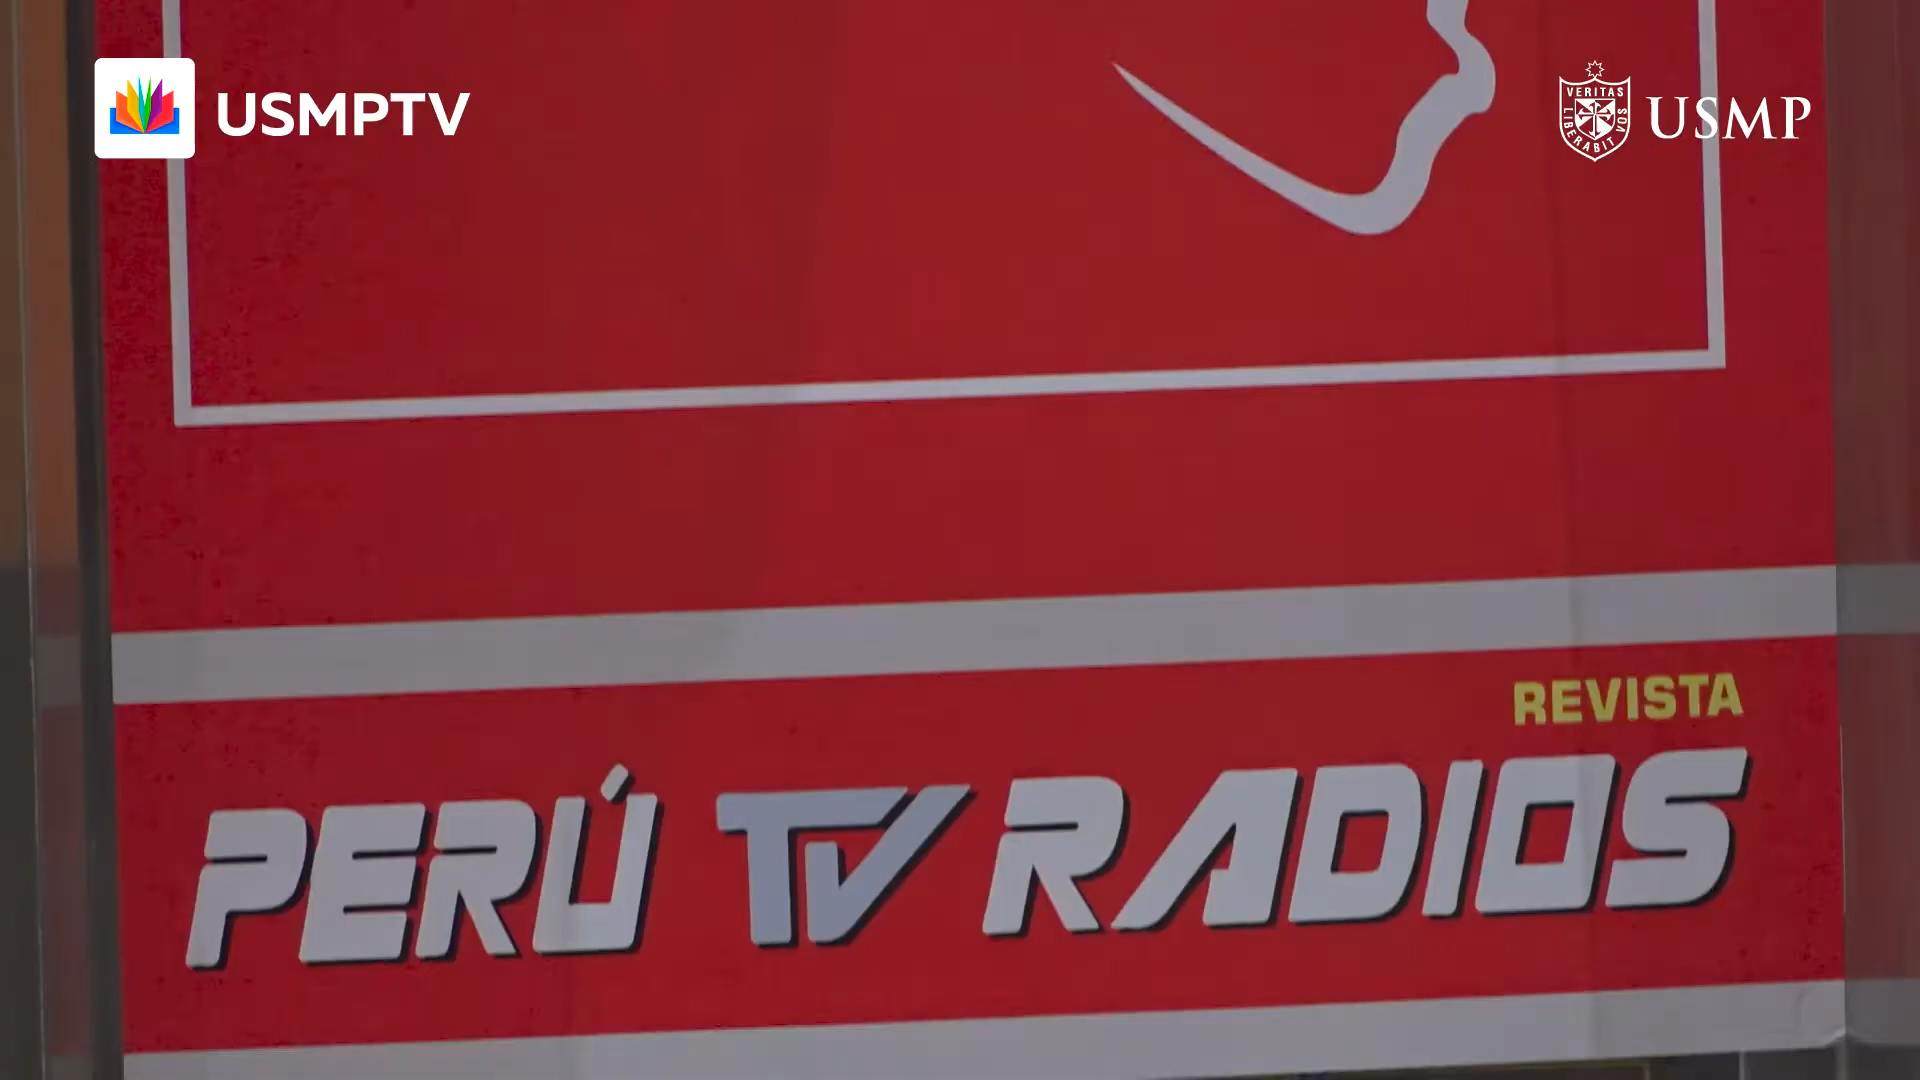 USMPTV
VERITAS
LIBERABIT VOS
USMP
REVISTA
PERÚ TV RADIOS